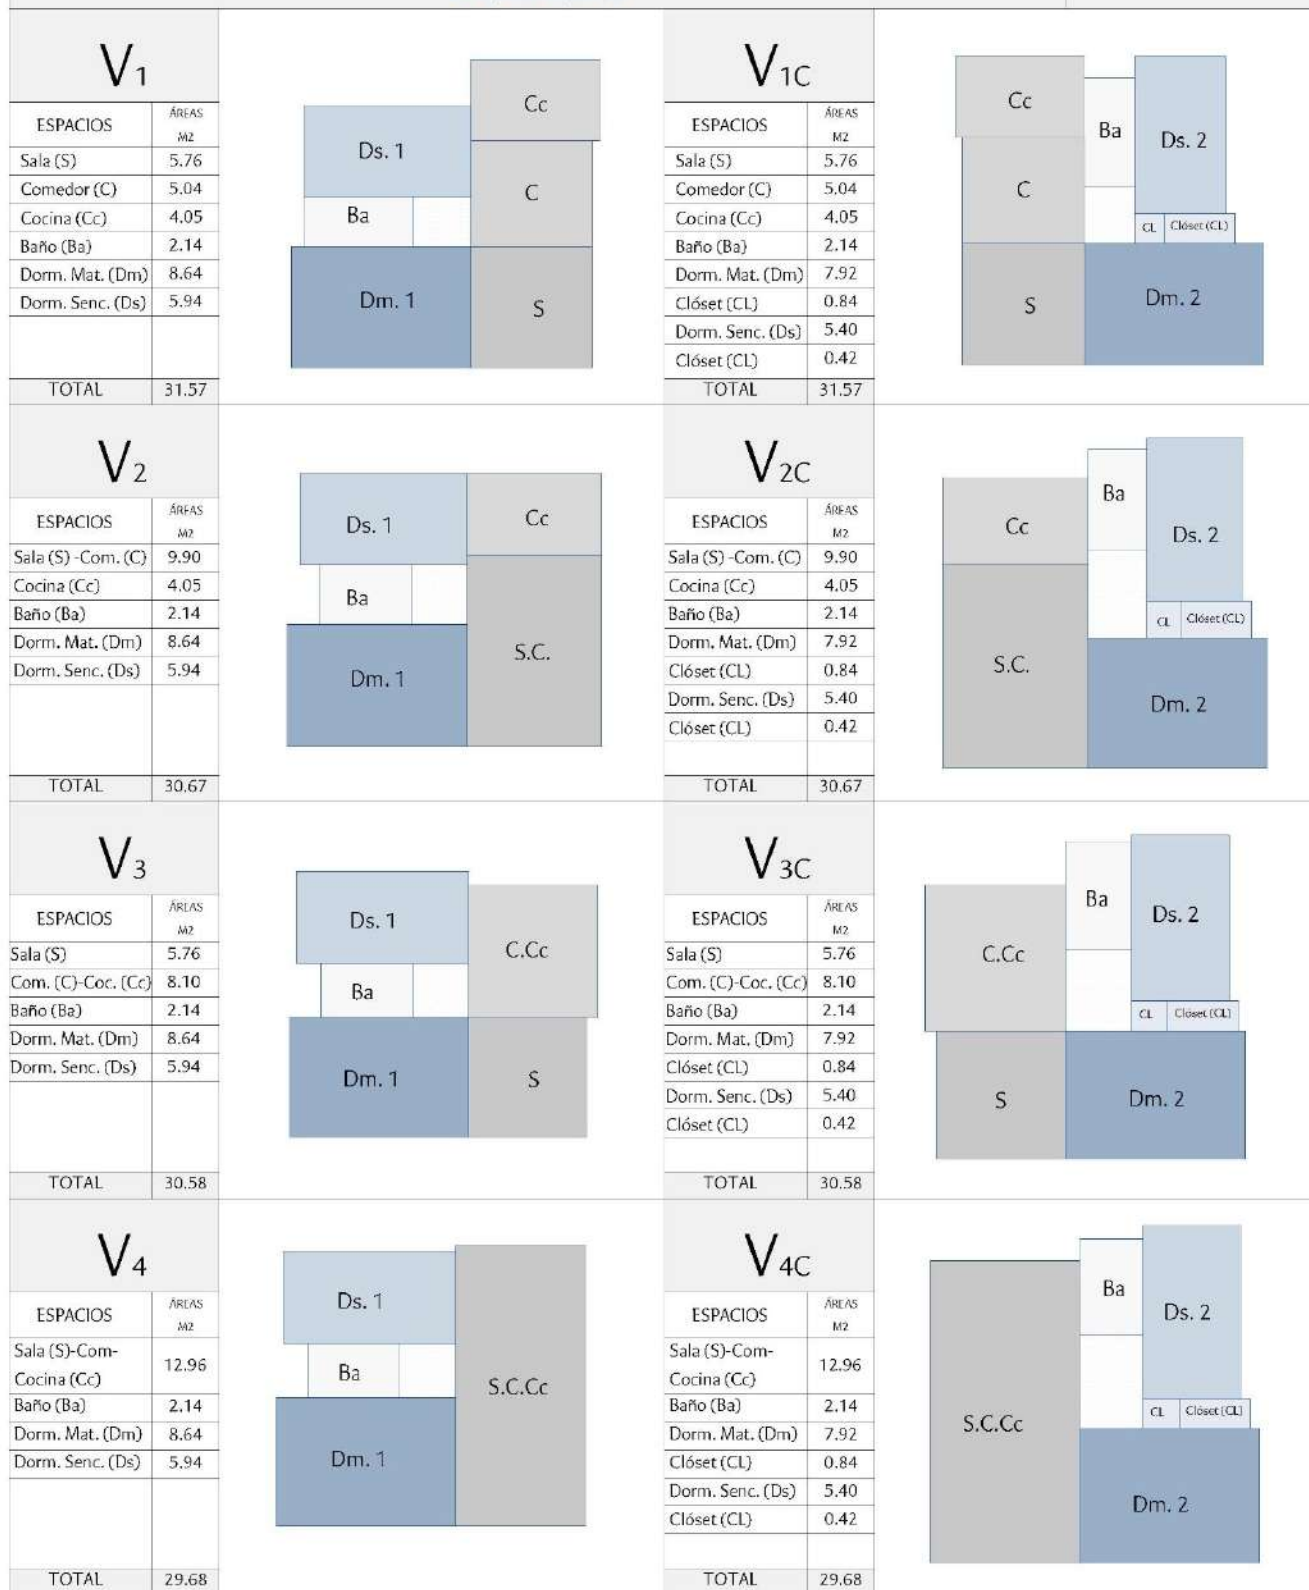 V1
ESPACIOS ÁREAS M2
Sala (S) 5.76
Comedor (C) 5.04
Cocina (Cc) 4.05
Baño (Ba) 2.14
Dorm. Mat. (Dm) 8.64
Dorm. Senc. (Ds) 5.94
TOTAL 31.57
Cc
Ds. 1
C
Ba
Dm. 1
S
V1C
ESPACIOS ÁREAS M2
Sala (S) 5.76
Comedor (C) 5.04
Cocina (Cc) 4.05
Baño (Ba) 2.14
Dorm. Mat. (Dm) 7.92
Clóset (CL) 0.84
Dorm. Senc. (Ds) 5.40
Clóset (CL) 0.42
TOTAL 31.57
Cc
Ba
Ds. 2
C
CL Clóset (CL)
S
Dm. 2
V2
ESPACIOS ÁREAS M2
Sala (S) -Com. (C) 9.90
Cocina (Cc) 4.05
Baño (Ba) 2.14
Dorm. Mat. (Dm) 8.64
Dorm. Senc. (Ds) 5.94
TOTAL 30.67
Ds. 1
Cc
Ba
S.C.
Dm. 1
V2C
ESPACIOS ÁREAS M2
Sala (S) -Com. (C) 9.90
Cocina (Cc) 4.05
Baño (Ba) 2.14
Dorm. Mat. (Dm) 7.92
Clóset (CL) 0.84
Dorm. Senc. (Ds) 5.40
Clóset (CL) 0.42
TOTAL 30.67
Ba
Cc
Ds. 2
CL Clóset (CL)
S.C.
Dm. 2
V3
ESPACIOS ÁREAS M2
Sala (S) 5.76
Com. (C)-Coc. (Cc) 8.10
Baño (Ba) 2.14
Dorm. Mat. (Dm) 8.64
Dorm. Senc. (Ds) 5.94
TOTAL 30.58
Ds. 1
C.Cc
Ba
Dm. 1
S
V3C
ESPACIOS ÁREAS M2
Sala (S) 5.76
Com. (C)-Coc. (Cc) 8.10
Baño (Ba) 2.14
Dorm. Mat. (Dm) 7.92
Clóset (CL) 0.84
Dorm. Senc. (Ds) 5.40
Clóset (CL) 0.42
TOTAL 30.58
Ba
Ds. 2
C.Cc
CL Clóset (CL)
S
Dm. 2
V4
ESPACIOS ÁREAS M2
Sala (S)-Com-
Cocina (Cc) 12.96
Baño (Ba) 2.14
Dorm. Mat. (Dm) 8.64
Dorm. Senc. (Ds) 5.94
TOTAL 29.68
Ds. 1
Ba
S.C.Cc
Dm. 1
V4C
ESPACIOS ÁREAS M2
Sala (S)-Com-
Cocina (Cc) 12.96
Baño (Ba) 2.14
Dorm. Mat. (Dm) 7.92
Clóset (CL) 0.84
Dorm. Senc. (Ds) 5.40
Clóset (CL) 0.42
TOTAL 29.68
Ba
Ds. 2
CL Clóset (CL)
S.C.Cc
Dm. 2